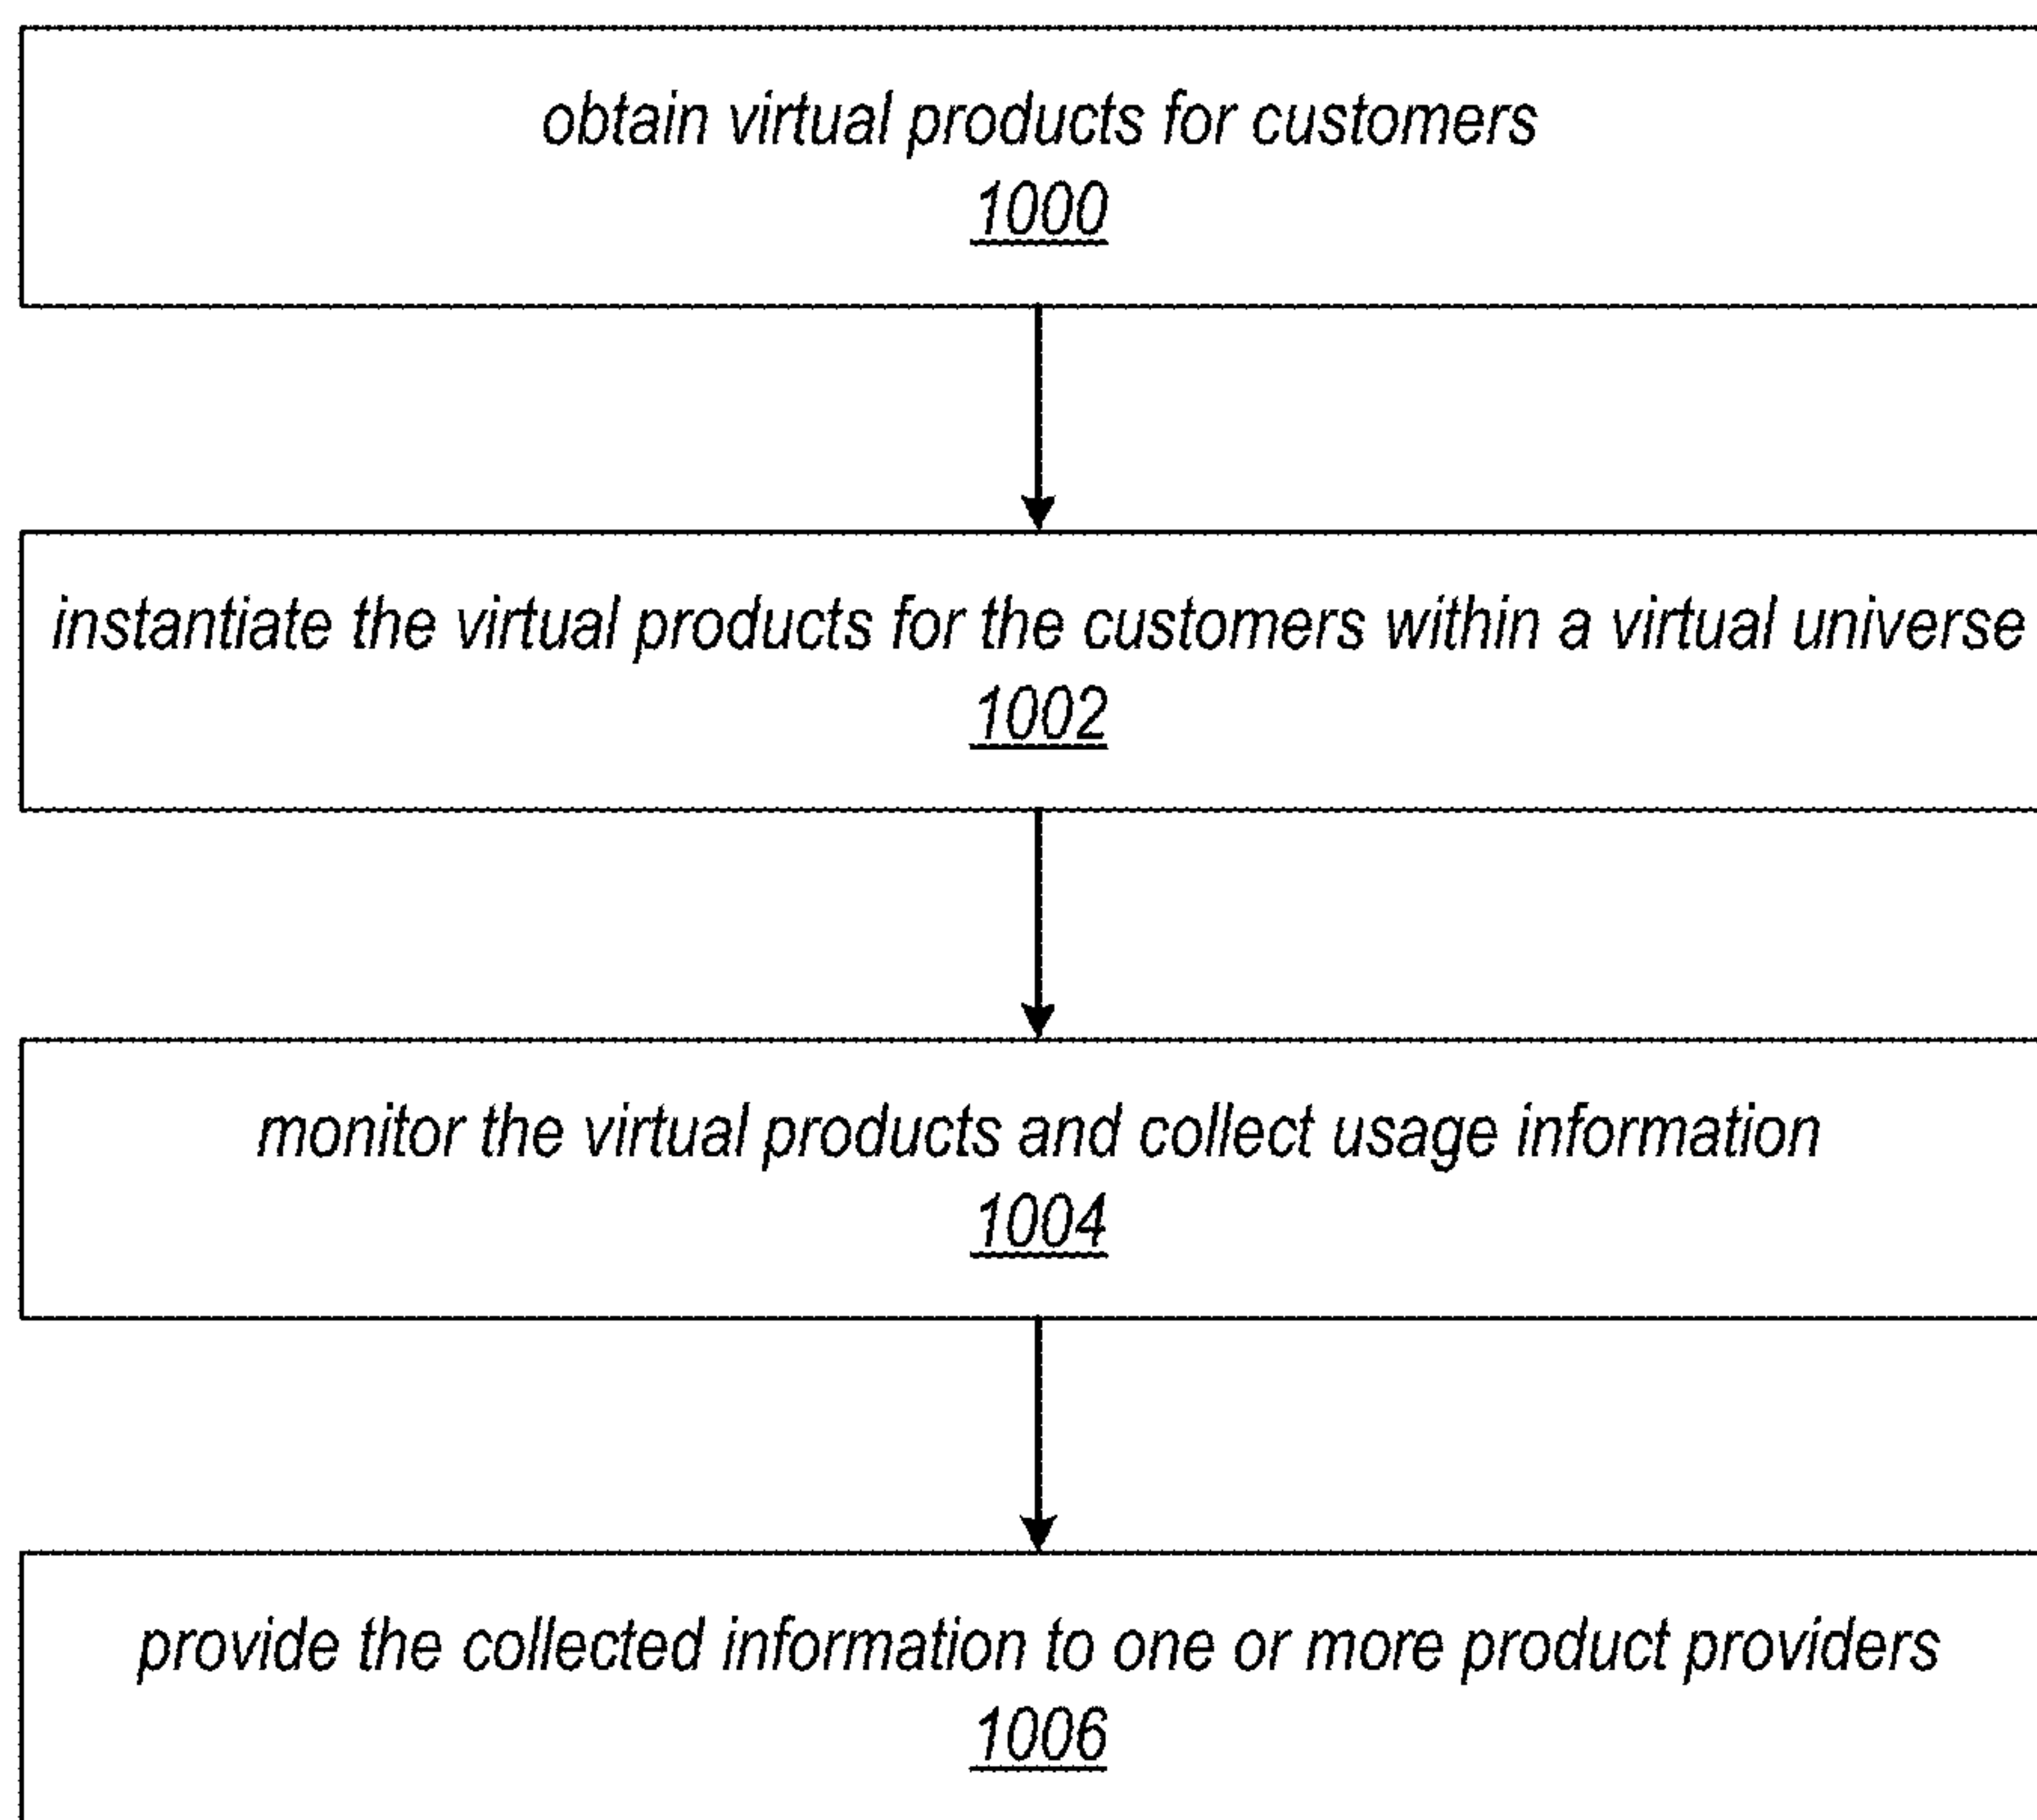 obtain virtual products for customers
1000
instantiate the virtual products for the customers within a virtual universe
1002
monitor the virtual products and collect usage information
1004
provide the collected information to one or more product providers
1006